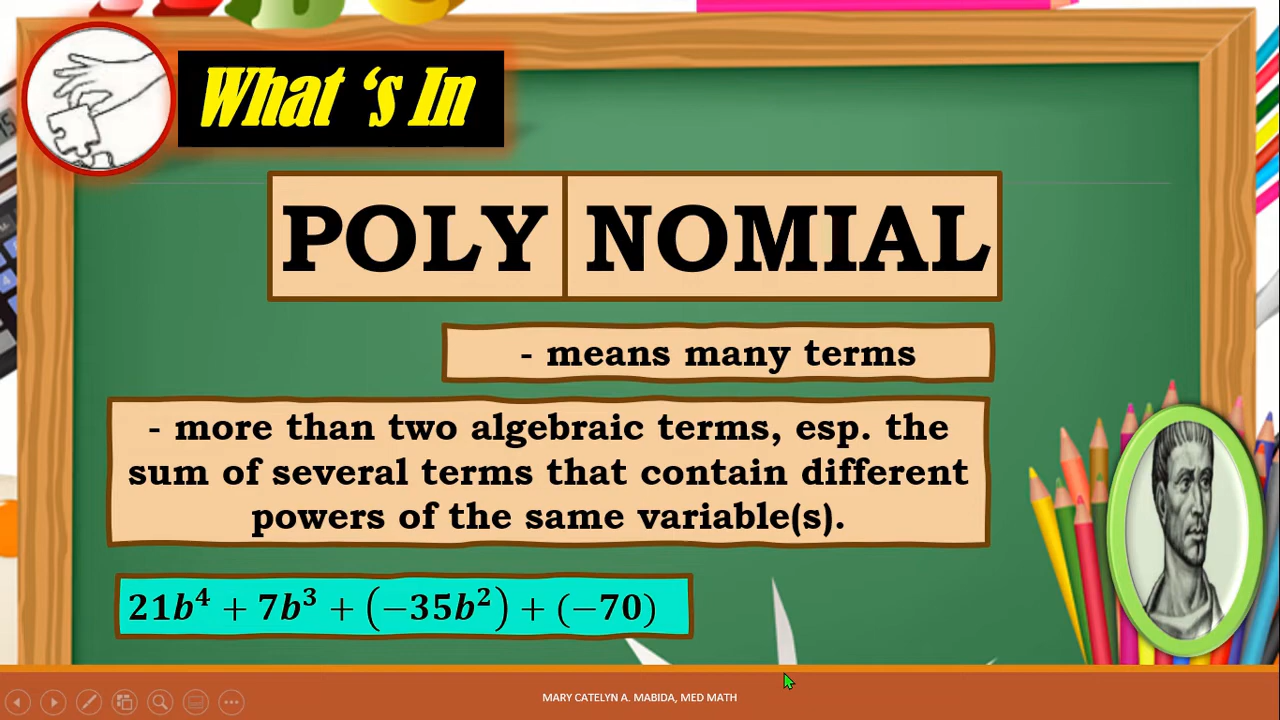 What ‘s In
POLY NOMIAL
- means many terms
- more than two algebraic terms, esp. the
sum of several terms that contain different
powers of the same variable(s).
21b⁴ + 7b³ + (−35b²) + (−70)
MARY CATELYN A. MABIDA, MED MATH